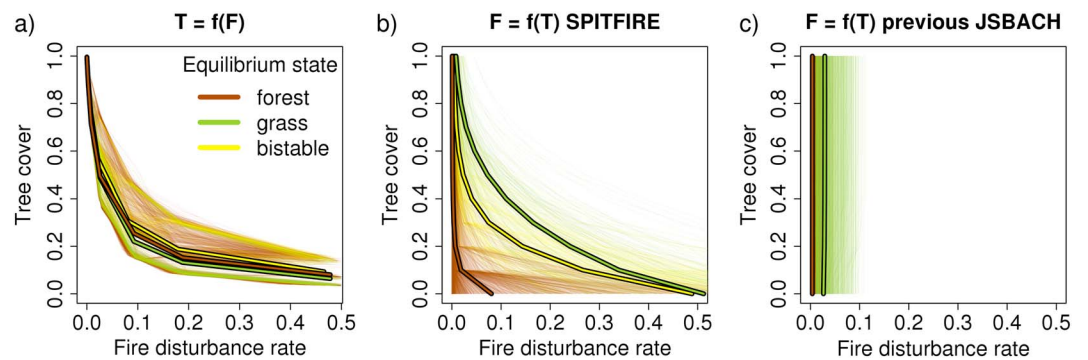 a)
T = f(F)
Tree cover
0.0 0.2 0.4 0.6 0.8 1.0
Equilibrium state
forest
grass
bistable
0.0 0.1 0.2 0.3 0.4 0.5
Fire disturbance rate
b)
F = f(T) SPITFIRE
Tree cover
0.0 0.2 0.4 0.6 0.8 1.0
0.0 0.1 0.2 0.3 0.4 0.5
Fire disturbance rate
c)
F = f(T) previous JSBACH
Tree cover
0.0 0.2 0.4 0.6 0.8 1.0
0.0 0.1 0.2 0.3 0.4 0.5
Fire disturbance rate